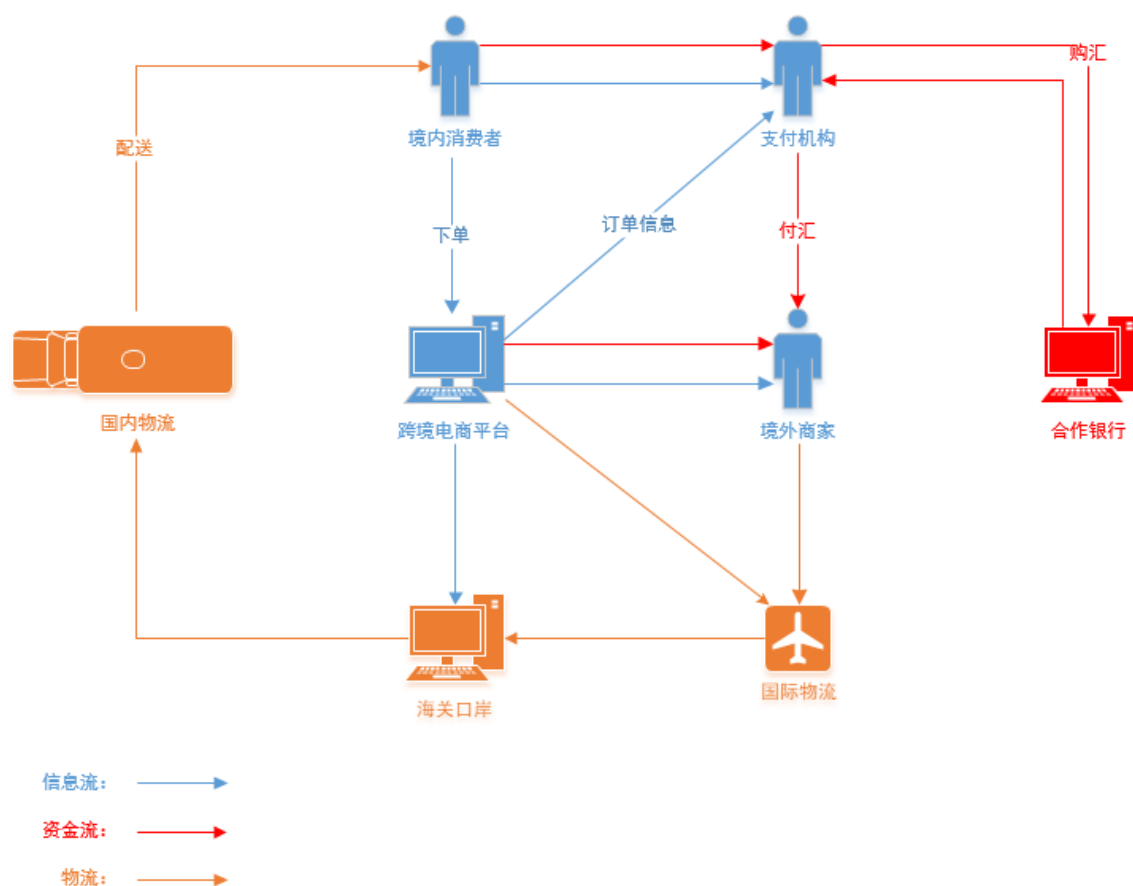 购汇
境内消费者
支付机构
配送
订单信息
下单
付汇
国内物流
跨境电商平台
境外商家
合作银行
国际物流
海关口岸
信息流：
资金流：
物流：